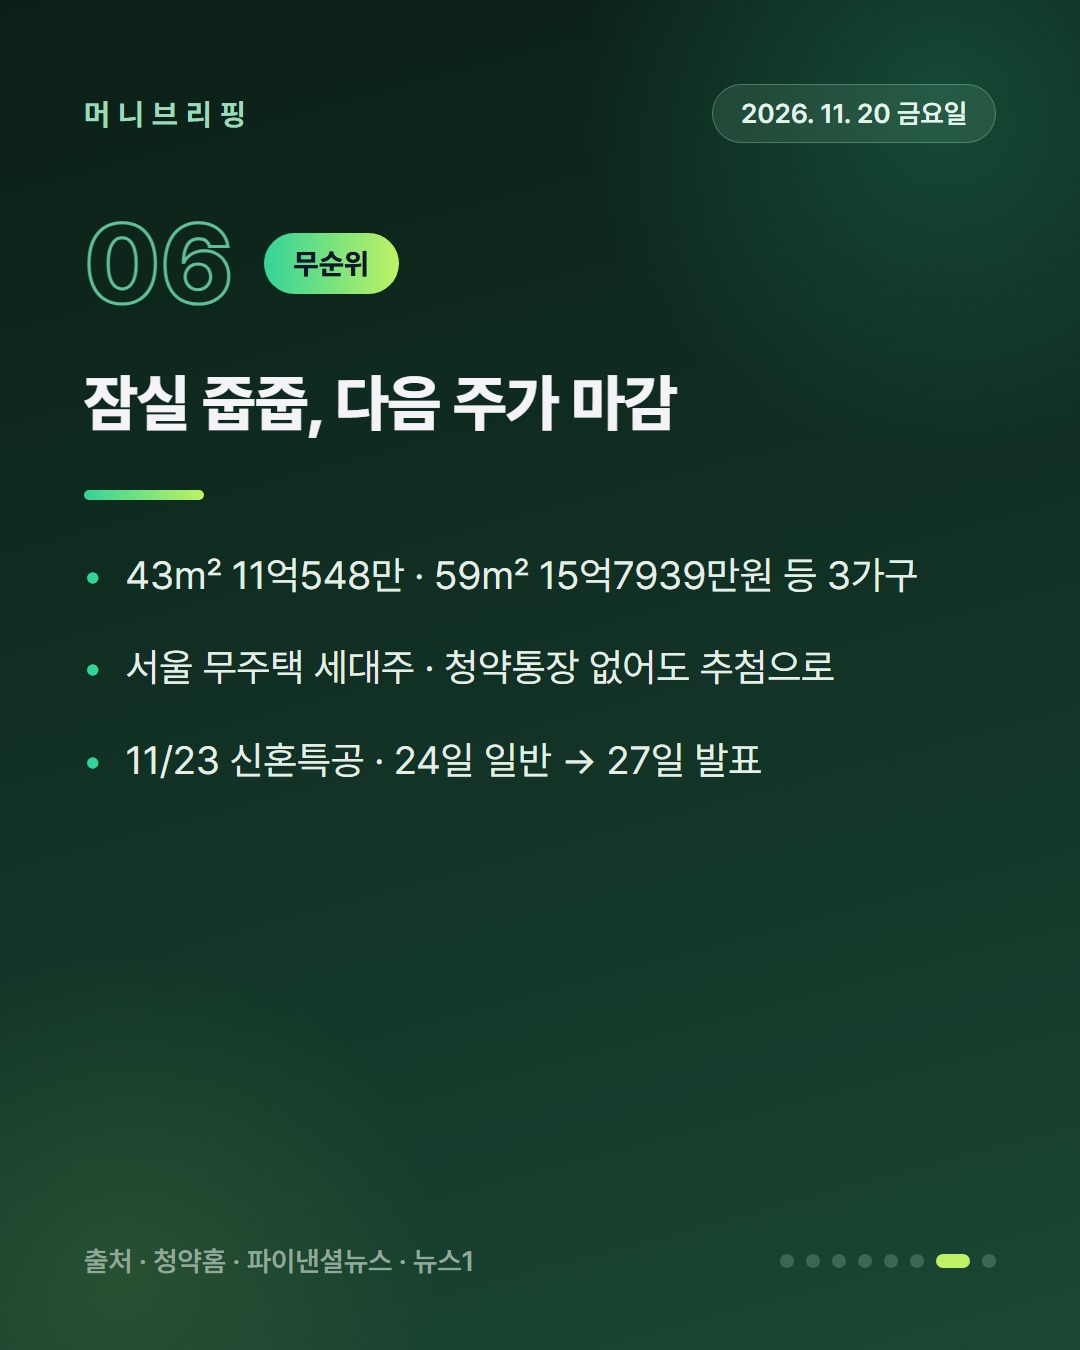 머니브리핑
2026. 11. 20 금요일
06
무순위
잠실 줍줍, 다음 주가 마감
• 43m² 11억548만 · 59m² 15억7939만원 등 3가구
• 서울 무주택 세대주 · 청약통장 없어도 추첨으로
• 11/23 신혼특공 · 24일 일반 → 27일 발표
출처 · 청약홈 · 파이낸셜뉴스 · 뉴스1